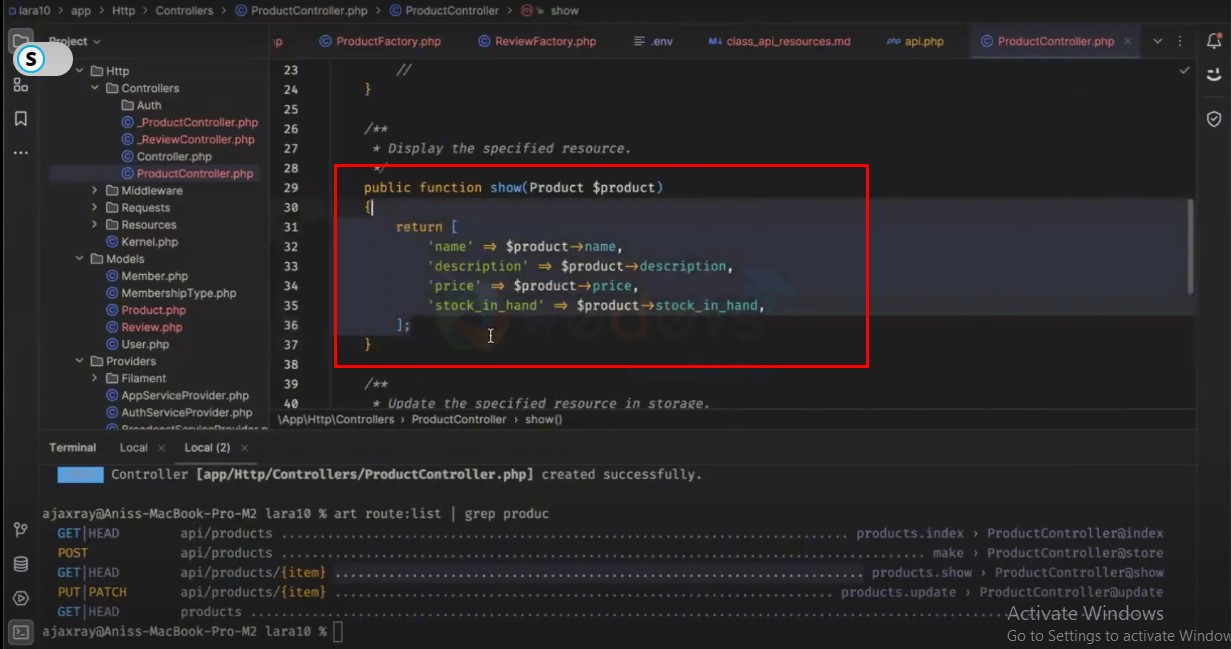 lara10 > app > Http > Controllers > ProductController.php > ProductController > m show
Project
ProductFactory.php ReviewFactory.php .env class_api_resources.md api.php ProductController.php ×
S
Http
Controllers
Auth
_ProductController.php
_ReviewController.php
Controller.php
ProductController.php
Middleware
Requests
Resources
Kernel.php
Models
Member.php
MembershipType.php
Product.php
Review.php
User.php
Providers
Filament
AppServiceProvider.php
AuthServiceProvider.php
23 //
24 }
25
26 /**
27 * Display the specified resource.
28 */
29 public function show(Product $product)
30 {
31 return [
32 'name' ⇒ $product→name,
33 'description' ⇒ $product→description,
34 'price' ⇒ $product→price,
35 'stock_in_hand' ⇒ $product→stock_in_hand,
36 ];
37 }
38
39 /**
40 * Update the specified resource in storage.
\App\Http\Controllers > ProductController > show()
Terminal Local × Local (2) ×
Controller [app/Http/Controllers/ProductController.php] created successfully.
ajaxray@Aniss-MacBook-Pro-M2 lara10 % art route:list | grep produc
GET|HEAD api/products ........ products.index › ProductController@index
POST api/products ........ make › ProductController@store
GET|HEAD api/products/{item} ........ products.show › ProductController@show
PUT|PATCH api/products/{item} ........ products.update › ProductController@update
GET|HEAD products ........
ajaxray@Aniss-MacBook-Pro-M2 lara10 %
Activate Windows
Go to Settings to activate Window